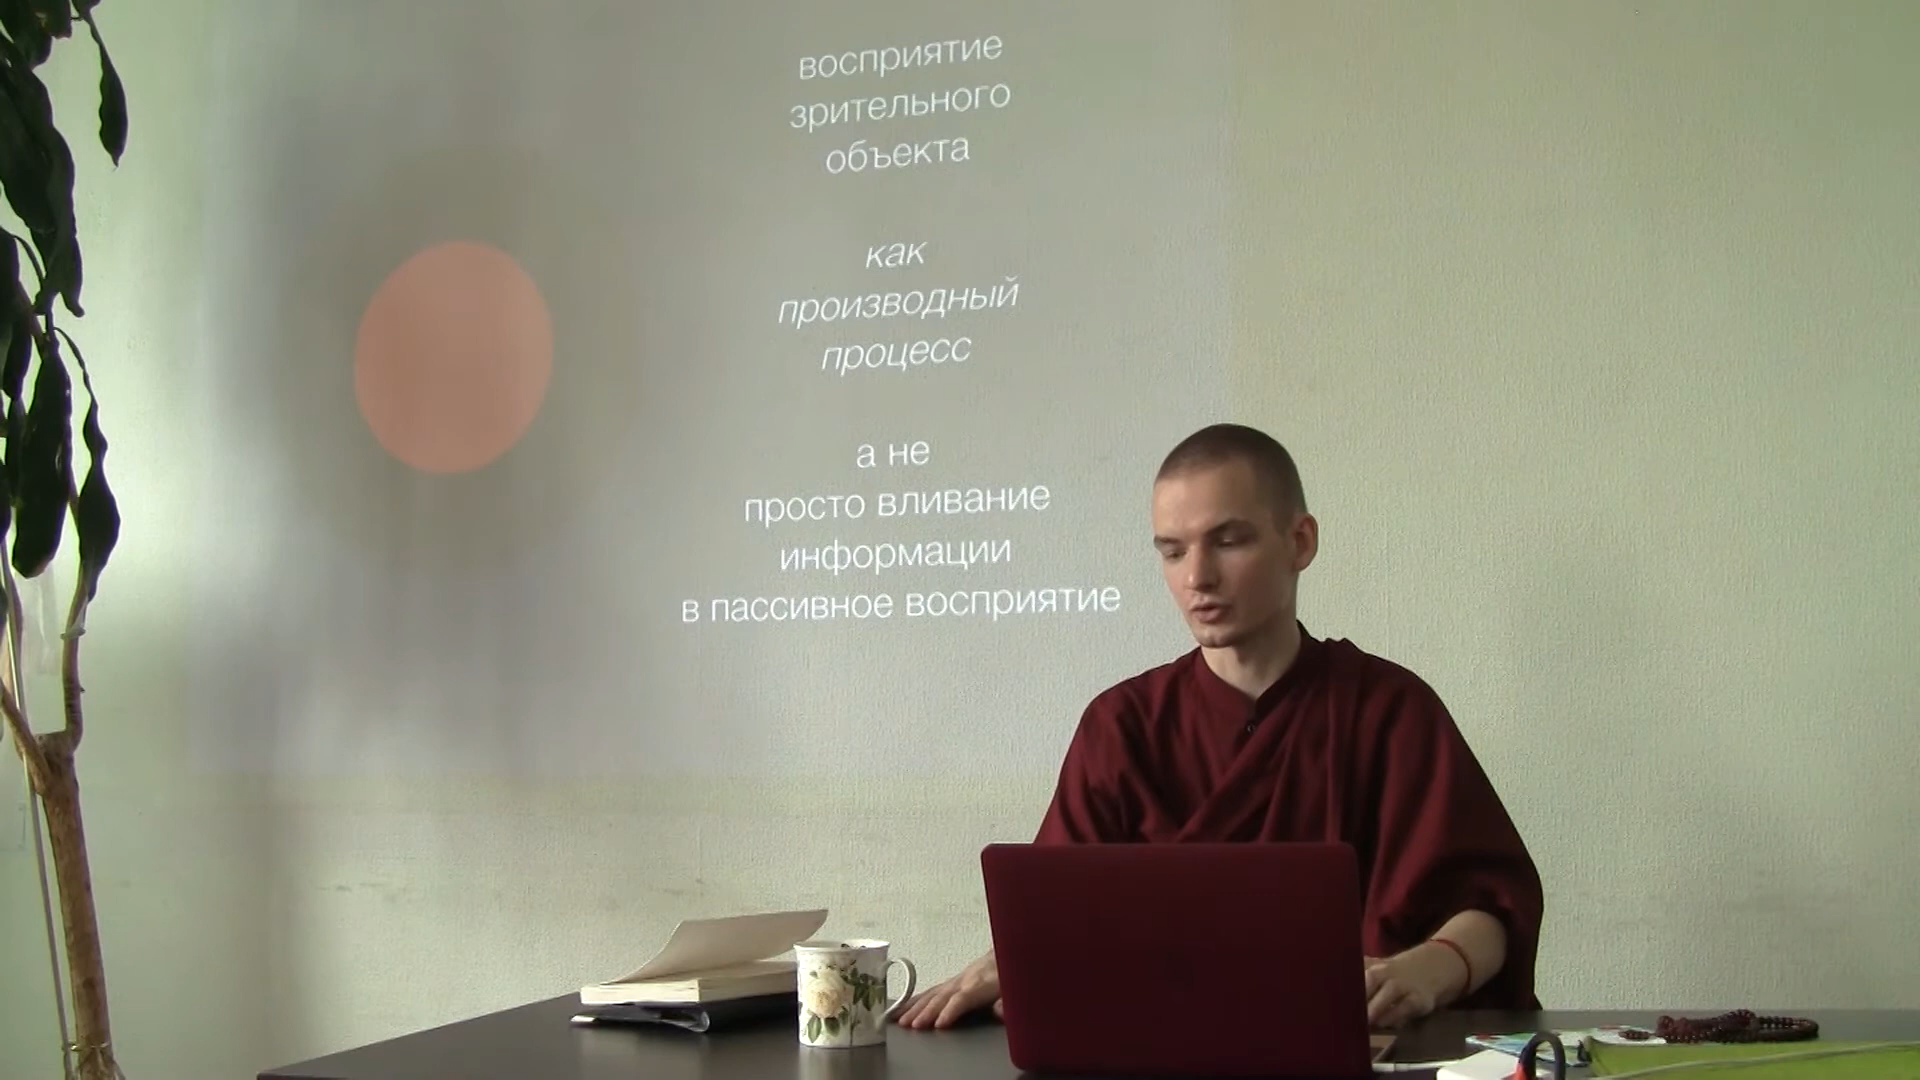 восприятие
зрительного
объекта
как
производный
процесс
а не
просто вливание
информации
в пассивное восприятие